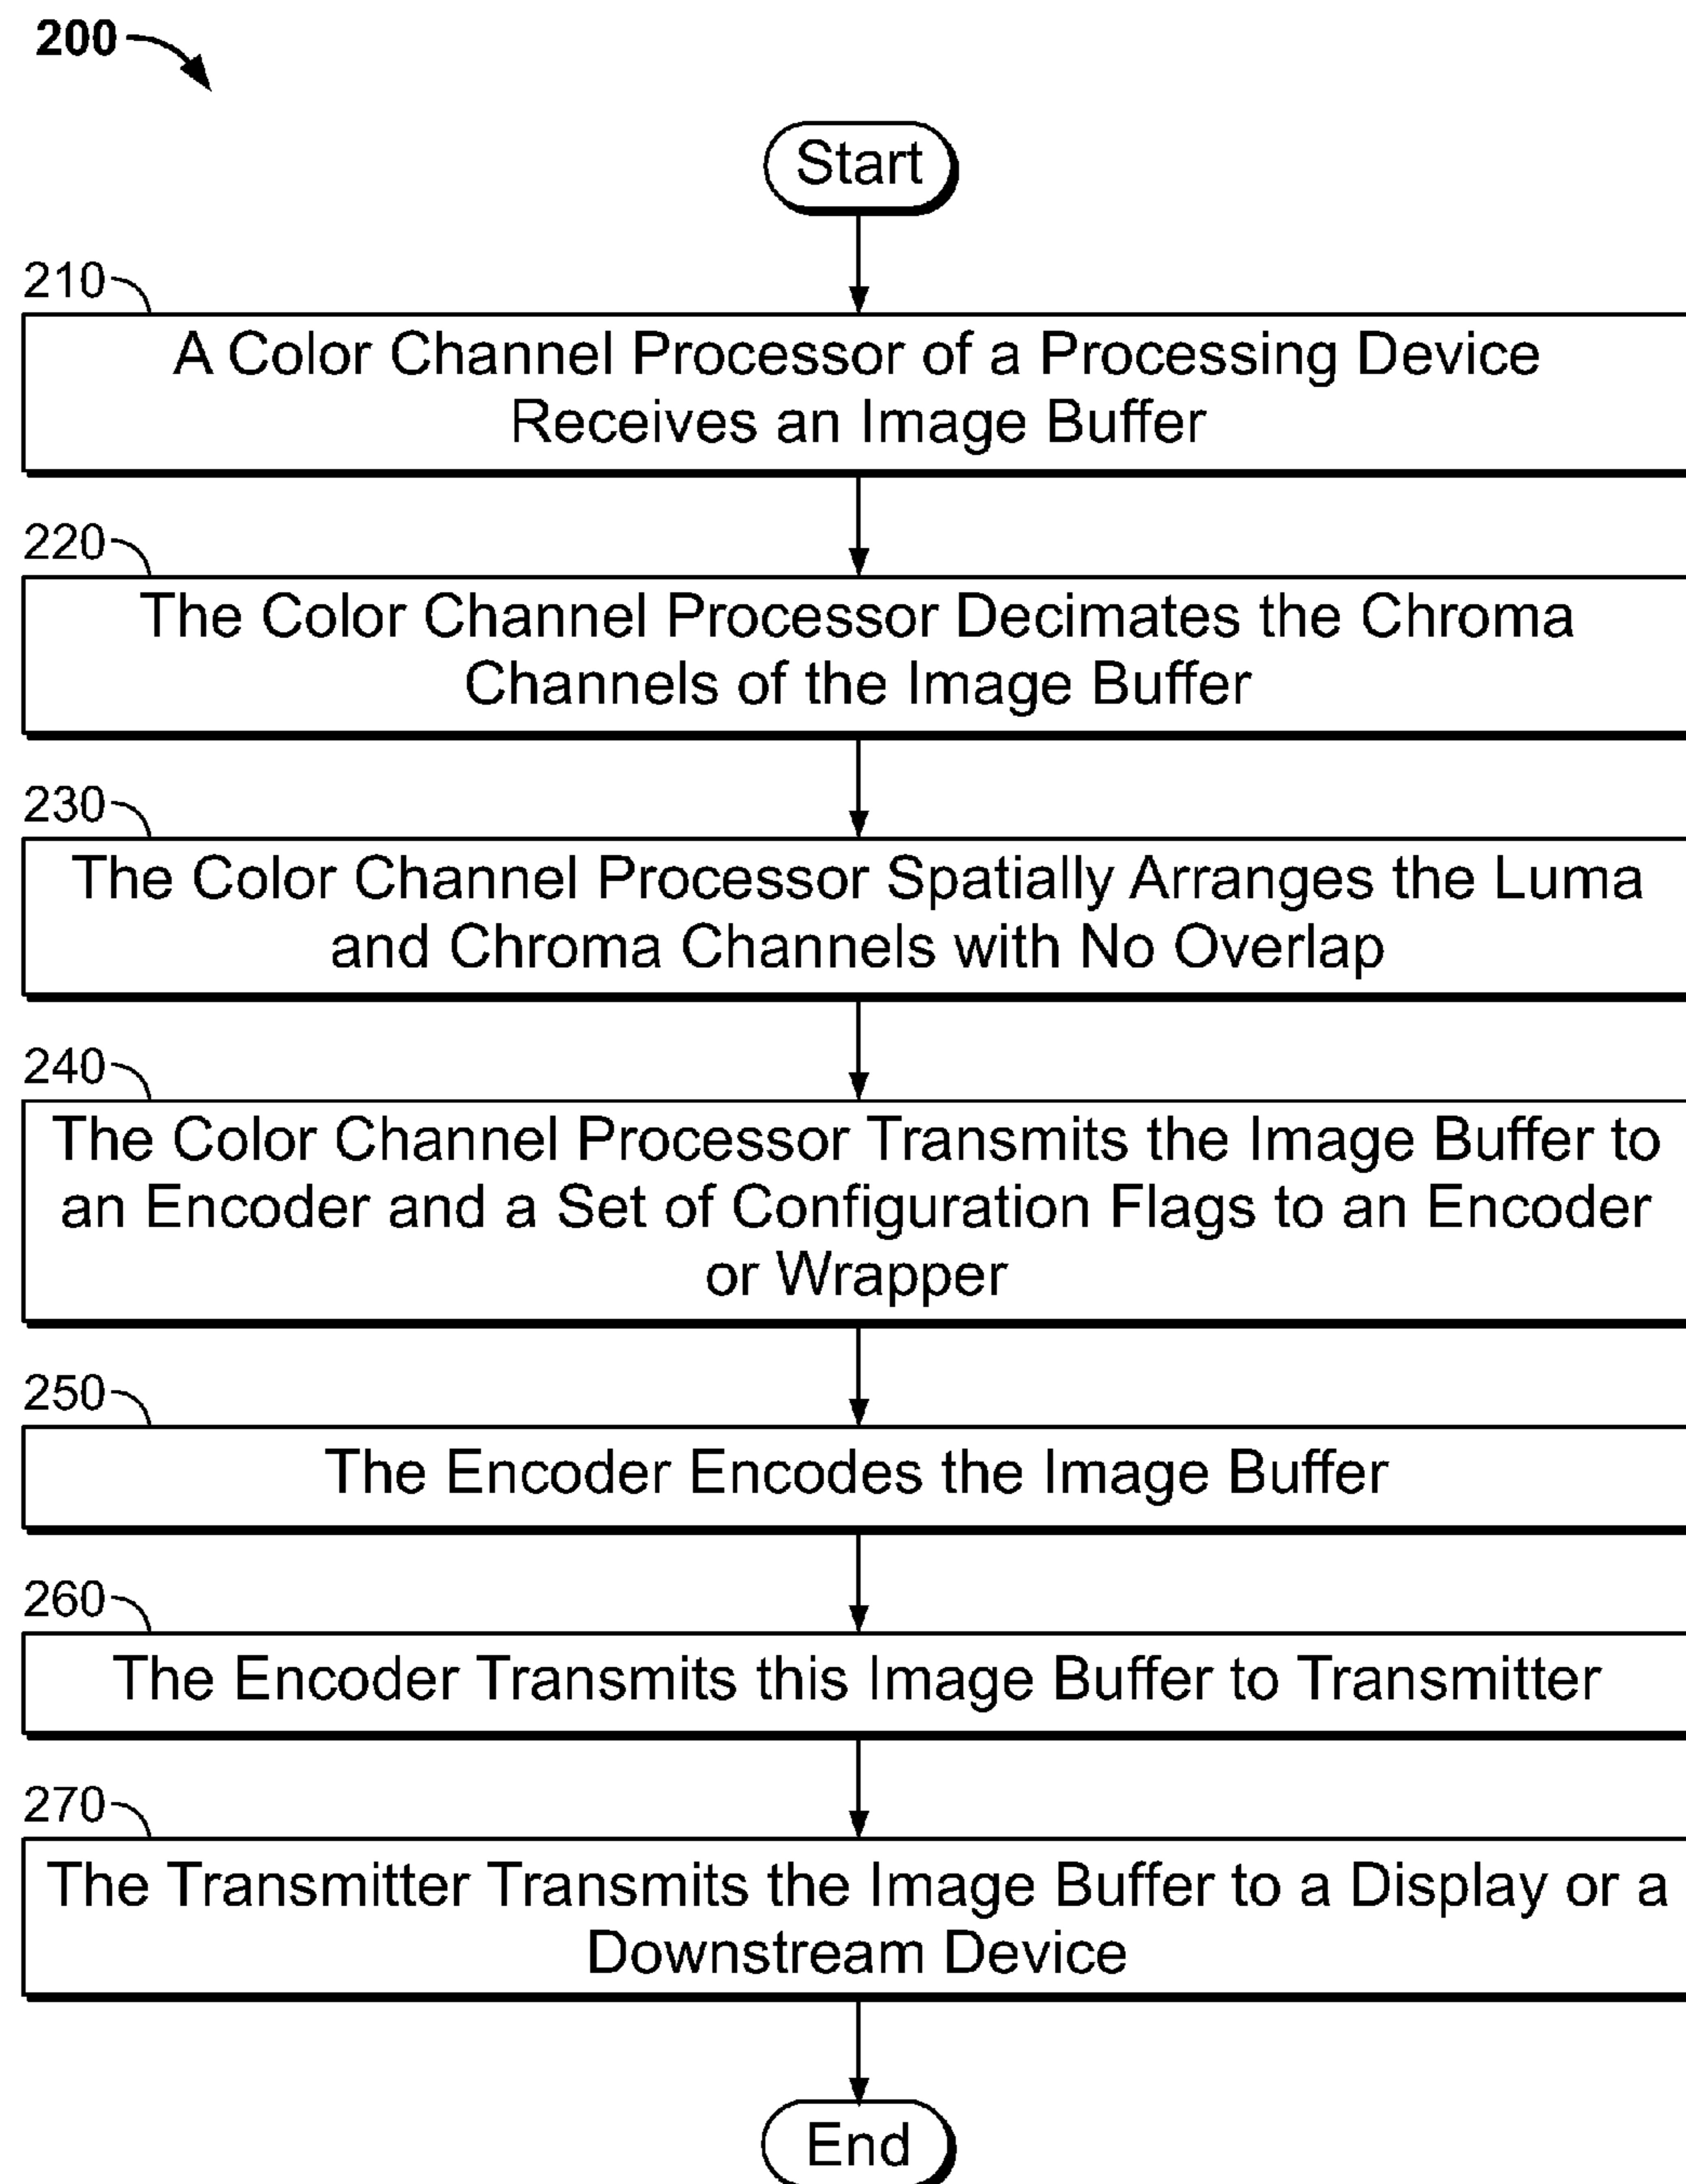 200
Start
210
A Color Channel Processor of a Processing Device
Receives an Image Buffer
220
The Color Channel Processor Decimates the Chroma
Channels of the Image Buffer
230
The Color Channel Processor Spatially Arranges the Luma
and Chroma Channels with No Overlap
240
The Color Channel Processor Transmits the Image Buffer to
an Encoder and a Set of Configuration Flags to an Encoder
or Wrapper
250
The Encoder Encodes the Image Buffer
260
The Encoder Transmits this Image Buffer to Transmitter
270
The Transmitter Transmits the Image Buffer to a Display or a
Downstream Device
End